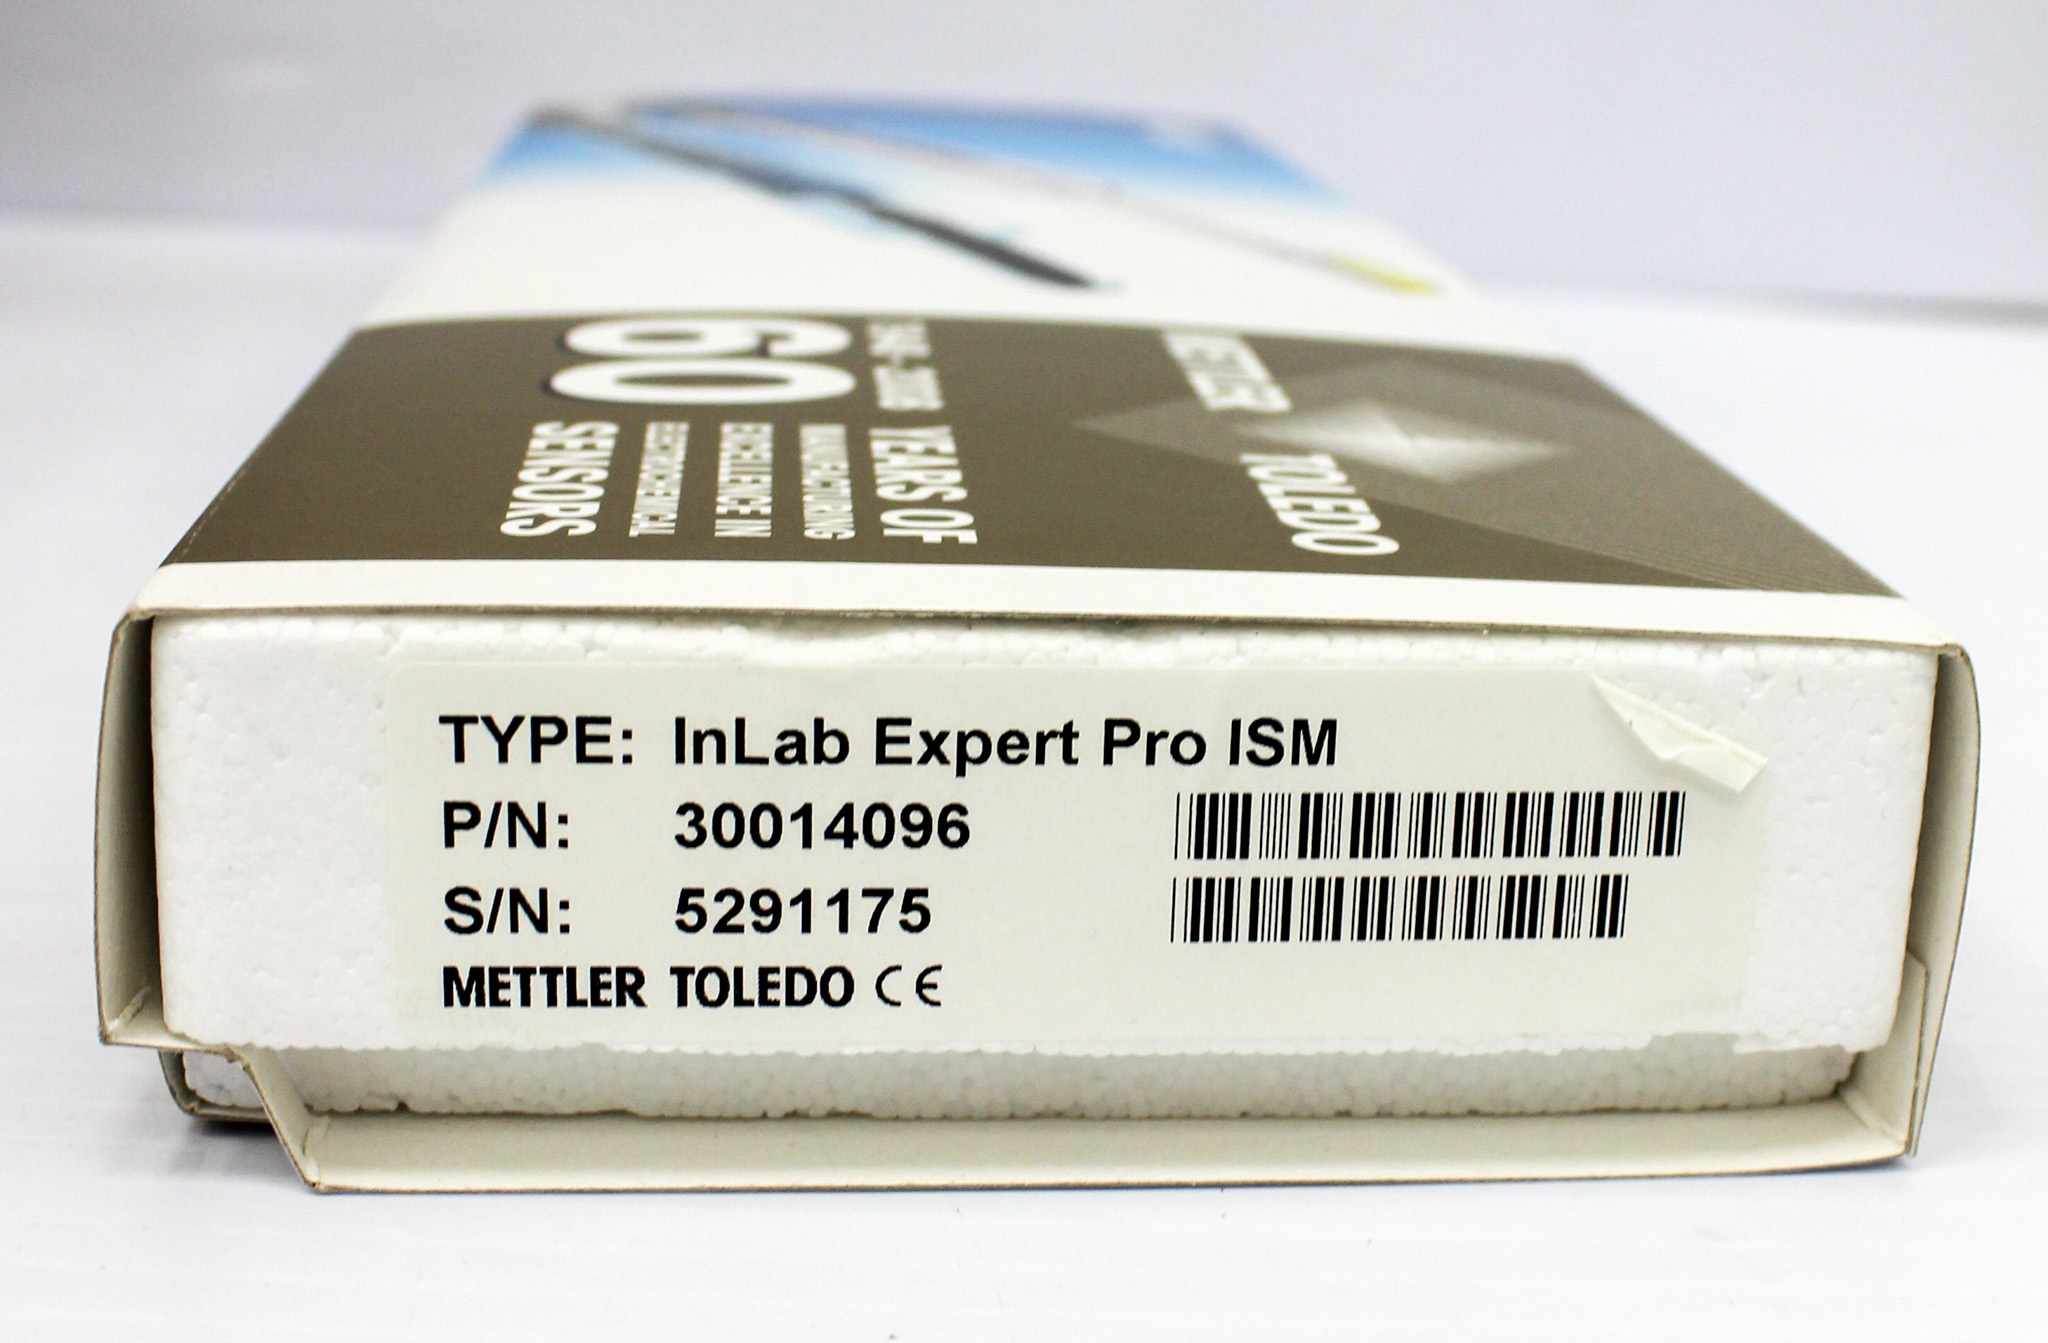 60
YEARS OF
MANUFACTURING
EXCELLENCE IN
ELECTROCHEMICAL
SENSORS
METTLER TOLEDO
TYPE: InLab Expert Pro ISM
P/N: 30014096
S/N: 5291175
METTLER TOLEDO CE